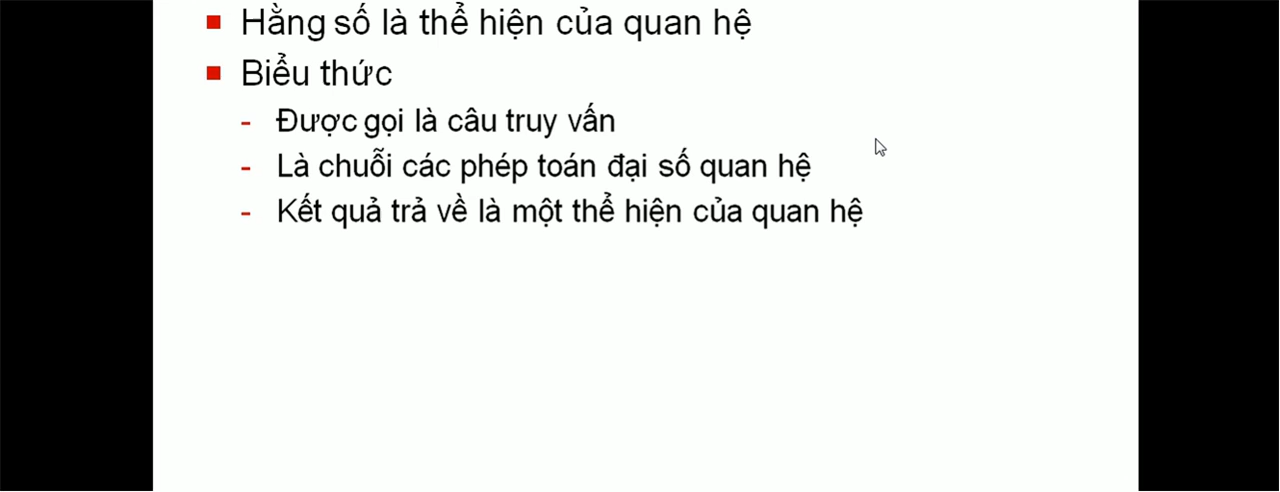 Hằng số là thể hiện của quan hệ
Biểu thức
- Được gọi là câu truy vấn
- Là chuỗi các phép toán đại số quan hệ
- Kết quả trả về là một thể hiện của quan hệ